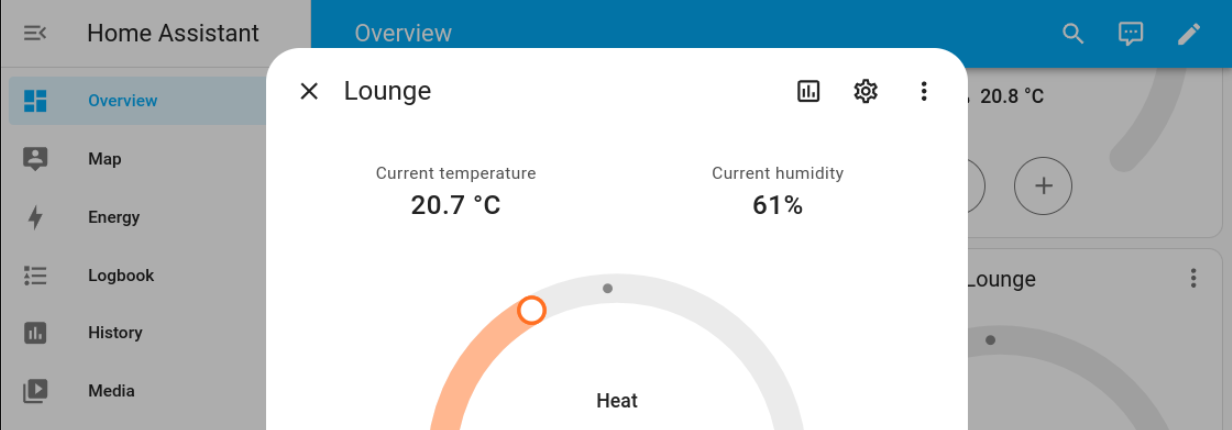 Home Assistant
Overview
Overview
Map
Energy
Logbook
History
Media
Lounge
Current temperature
20.7 °C
Current humidity
61%
Heat
20.8 °C
Lounge